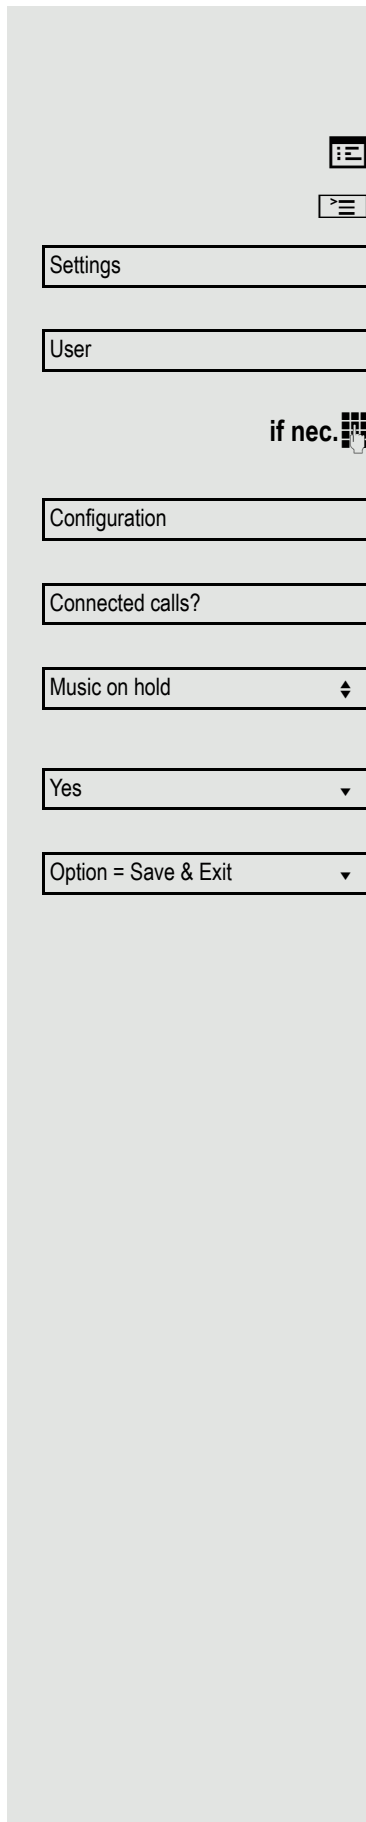 Settings
User
if nec.
Configuration
Connected calls?
Music on hold
Yes
Option = Save & Exit